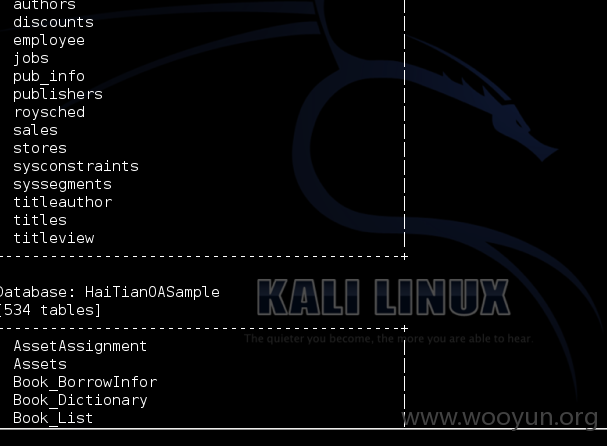 authors
discounts
employee
jobs
pub_info
publishers
roysched
sales
stores
sysconstraints
syssegments
titleauthor
titles
titleview
Database: HaiTianOASample
[534 tables]
KALI LINUX
The quieter you become, the more you are able to hear.
AssetAssignment
Assets
Book_BorrowInfor
Book_Dictionary
Book_List
www.wooyun.org